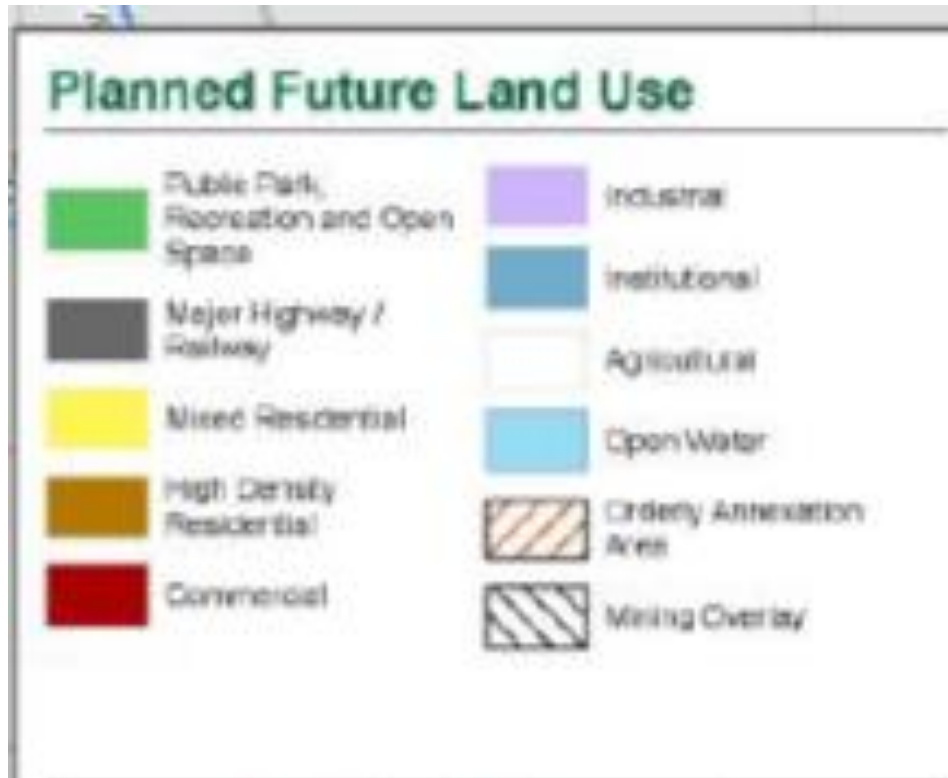 Planned Future Land Use
Public Park,
Recreation and Open
Space
Major Highway /
Railway
Mixed Residential
High Density
Residential
Commercial
Industrial
Institutional
Agricultural
Open Water
Orderly Annexation
Area
Mining Overlay